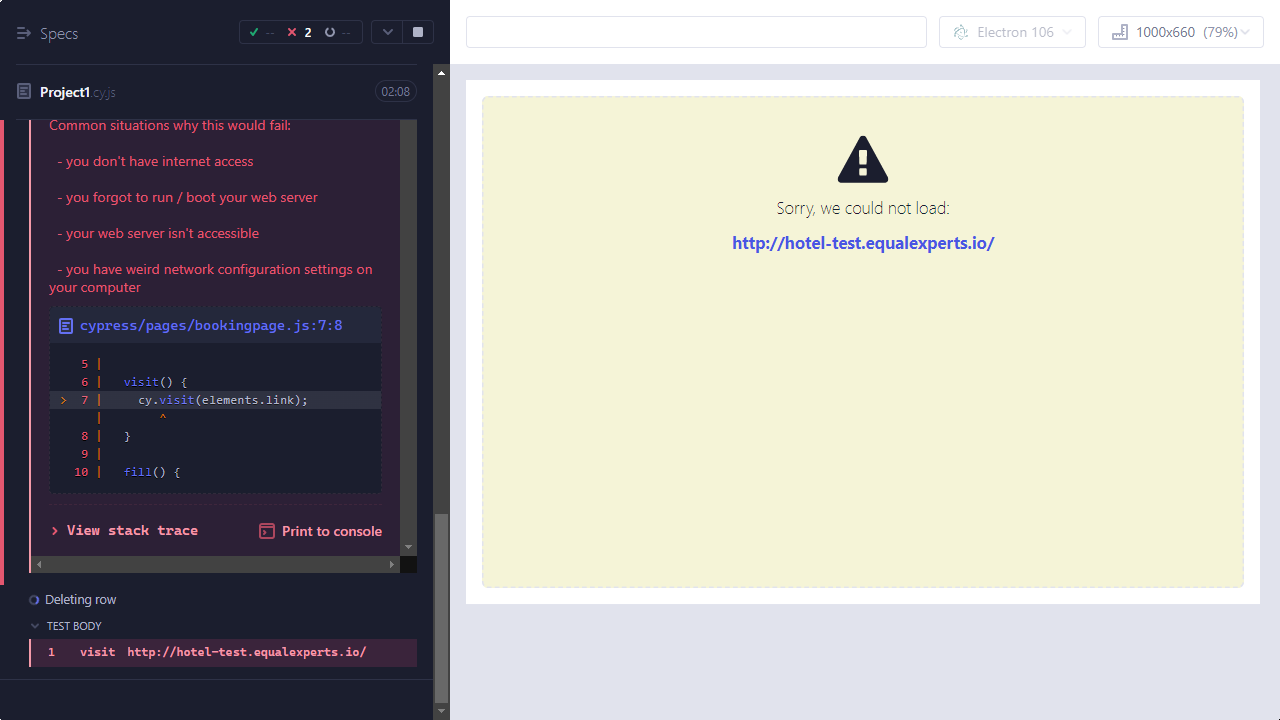 Specs
--
2
--
Project1.cy.js
02:08
Common situations why this would fail:
- you don't have internet access
- you forgot to run / boot your web server
- your web server isn't accessible
- you have weird network configuration settings on
your computer
cypress/pages/bookingpage.js:7:8
5 |
6 | visit() {
> 7 | cy.visit(elements.link);
| ^
8 | }
9 |
10 | fill() {
View stack trace
Print to console
Deleting row
TEST BODY
1 visit http://hotel-test.equalexperts.io/
Electron 106
1000x660 (79%)
Sorry, we could not load:
http://hotel-test.equalexperts.io/